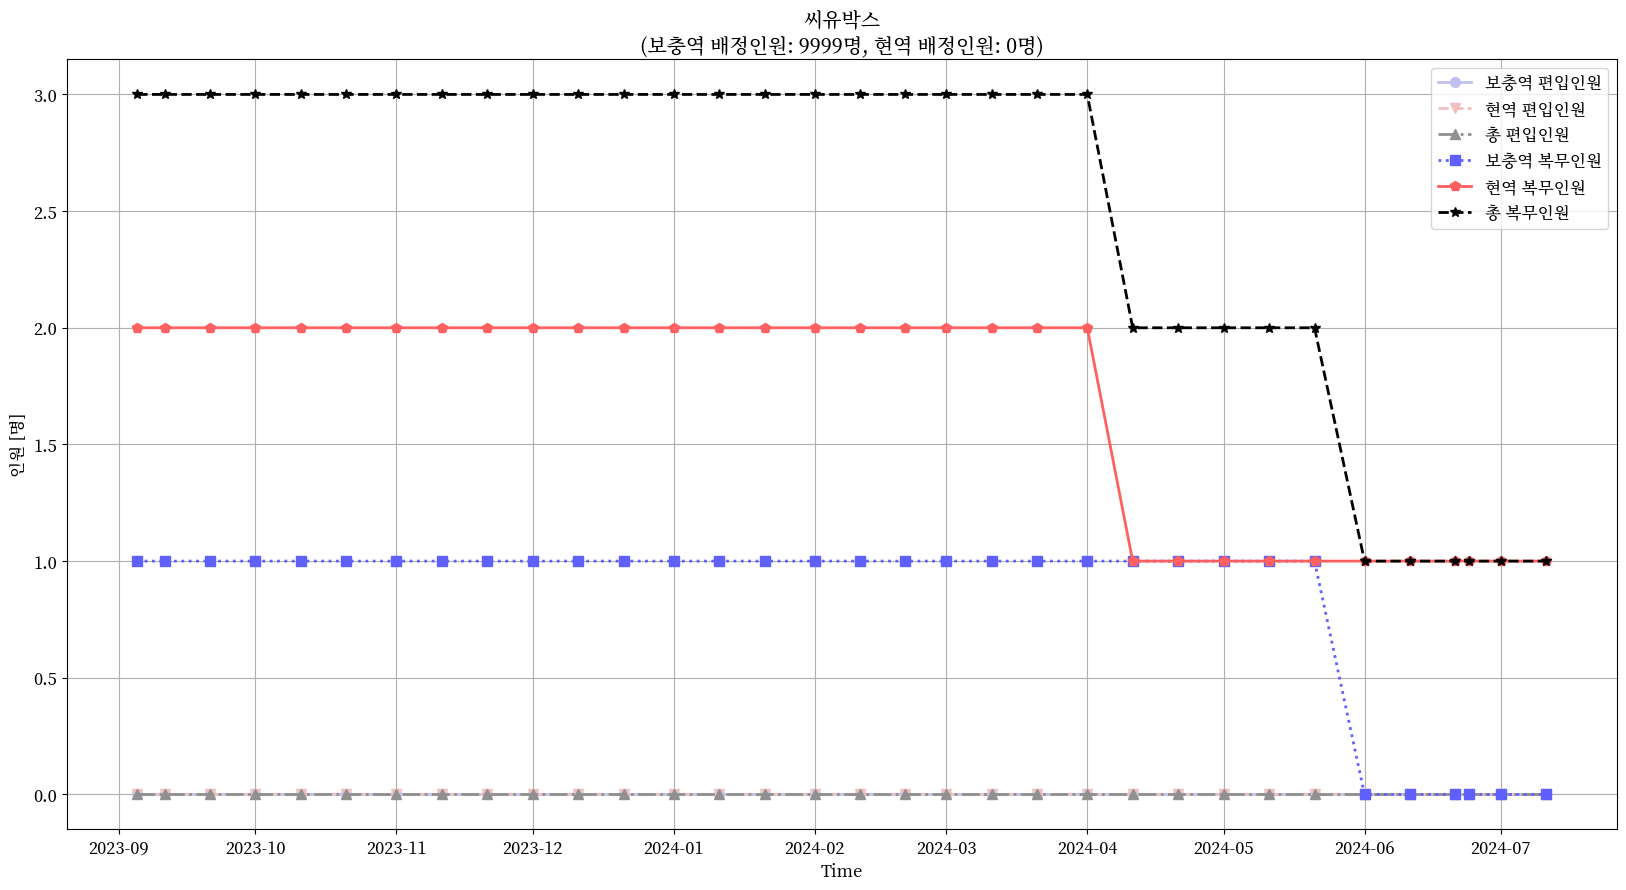 씨유박스
(보충역 배정인원: 9999명, 현역 배정인원: 0명)
보충역 편입인원
현역 편입인원
총 편입인원
보충역 복무인원
현역 복무인원
총 복무인원
인원 [명]
3.0
2.5
2.0
1.5
1.0
0.5
0.0
2023-09 2023-10 2023-11 2023-12 2024-01 2024-02 2024-03 2024-04 2024-05 2024-06 2024-07
Time